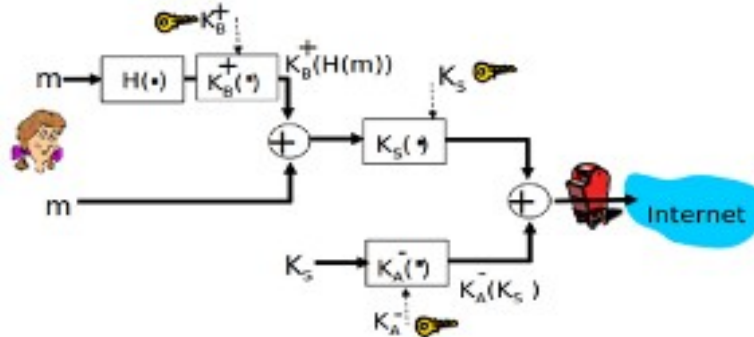 K_B^+
m H(•) K_B^+(•) K_B^+(H(m))
K_S
+ K_S(•)
m
+ Internet
K_S K_A^-(•) K_A^-(K_S)
K_A^-